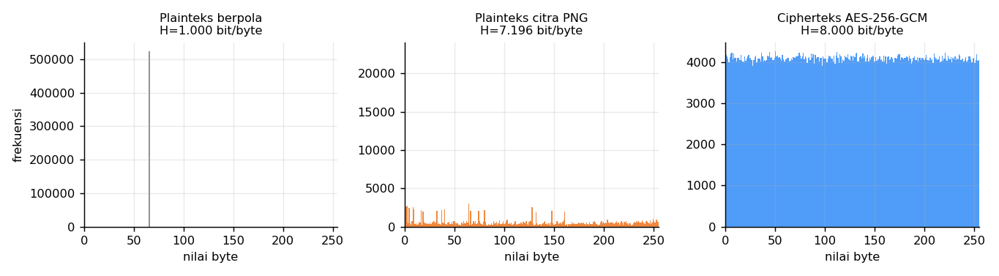 Plainteks berpola
H=1.000 bit/byte
frekuensi
500000
400000
300000
200000
100000
0
0 50 100 150 200 250
nilai byte
Plainteks citra PNG
H=7.196 bit/byte
20000
15000
10000
5000
0
0 50 100 150 200 250
nilai byte
Cipherteks AES-256-GCM
H=8.000 bit/byte
4000
3000
2000
1000
0
0 50 100 150 200 250
nilai byte